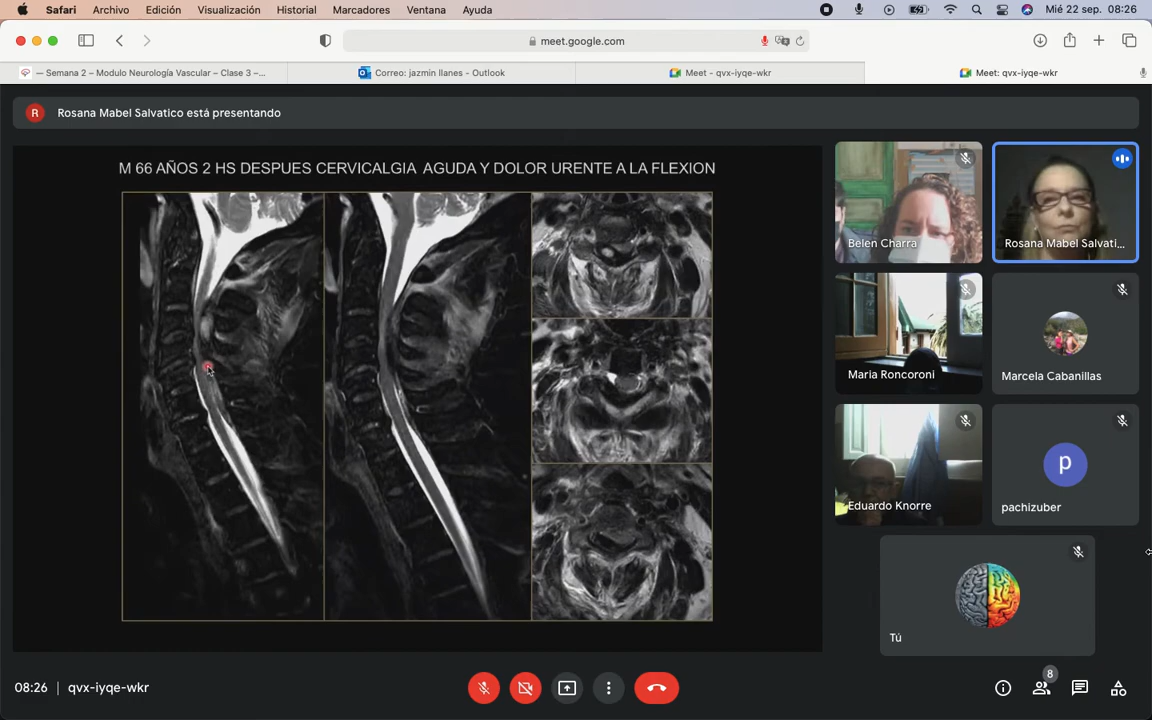 Safari Archivo Edición Visualización Historial Marcadores Ventana Ayuda Mié 22 sep. 08:26
meet.google.com
— Semana 2 – Modulo Neurología Vascular – Clase 3 –... Correo: jazmin llanes - Outlook Meet - qvx-iyqe-wkr Meet: qvx-iyqe-wkr
R Rosana Mabel Salvatico está presentando
M 66 AÑOS 2 HS DESPUES CERVICALGIA AGUDA Y DOLOR URENTE A LA FLEXION
Belen Charra
Rosana Mabel Salvati...
Maria Roncoroni
Marcela Cabanillas
Eduardo Knorre
p
pachizuber
Tú
08:26 | qvx-iyqe-wkr
8